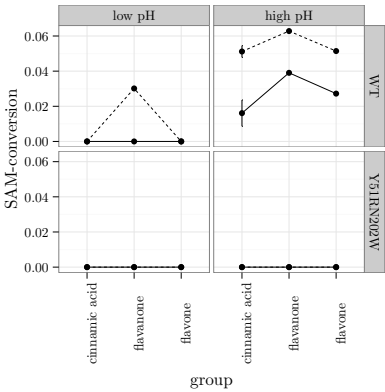 low pH
high pH
0.06
0.04
0.02
0.00
WT
0.06
0.04
0.02
0.00
Y51RN202W
SAM-conversion
cinnamic acid
flavanone
flavone
cinnamic acid
flavanone
flavone
group